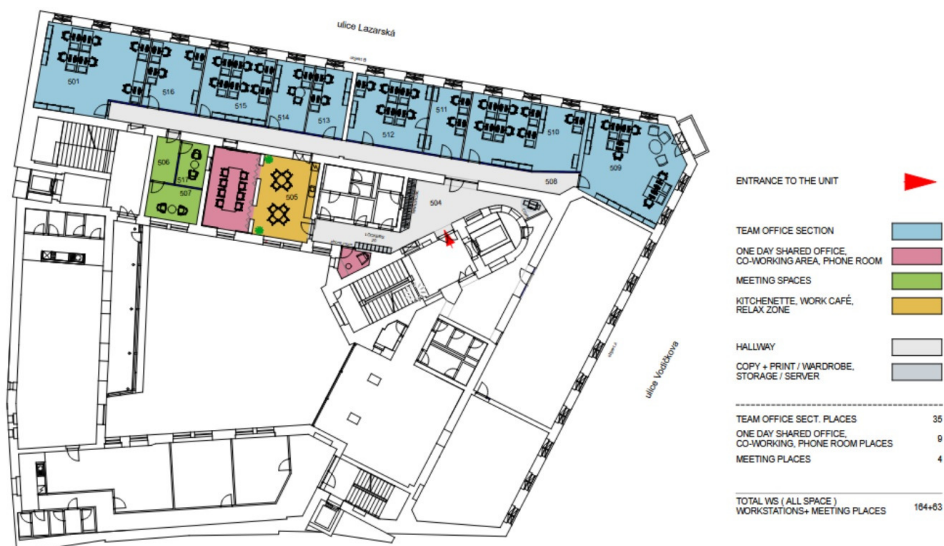 ulice Lazarská
501
516
515
514
513
512
511
510
509
506
517
507
505
508
504
ulice Vodičkova
ENTRANCE TO THE UNIT
TEAM OFFICE SECTION
ONE DAY SHARED OFFICE,
CO-WORKING AREA, PHONE ROOM
MEETING SPACES
KITCHENETTE, WORK CAFÉ,
RELAX ZONE
HALLWAY
COPY + PRINT / WARDROBE,
STORAGE / SERVER
TEAM OFFICE SECT. PLACES 35
ONE DAY SHARED OFFICE,
CO-WORKING, PHONE ROOM PLACES 9
MEETING PLACES 4
TOTAL WS ( ALL SPACE )
WORKSTATIONS+ MEETING PLACES 164+63